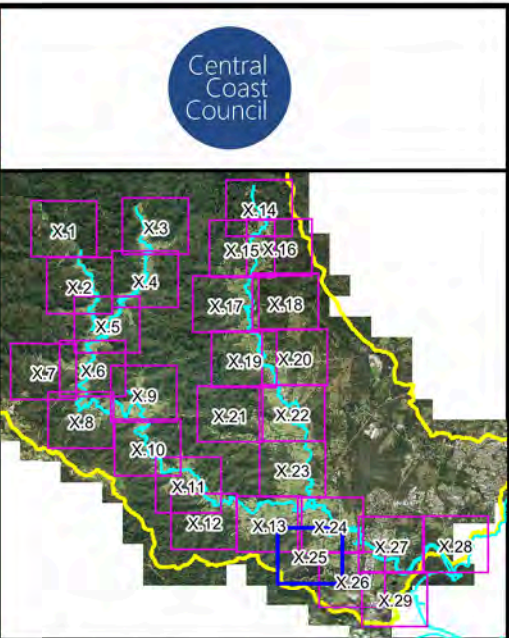 Central
Coast
Council
X.1
X.3
X.14
X.15
X.16
X.2
X.4
X.5
X.17
X.18
X.7
X.6
X.19
X.20
X.9
X.8
X.21
X.22
X.10
X.23
X.11
X.12
X.13
X.24
X.25
X.27
X.28
X.26
X.29